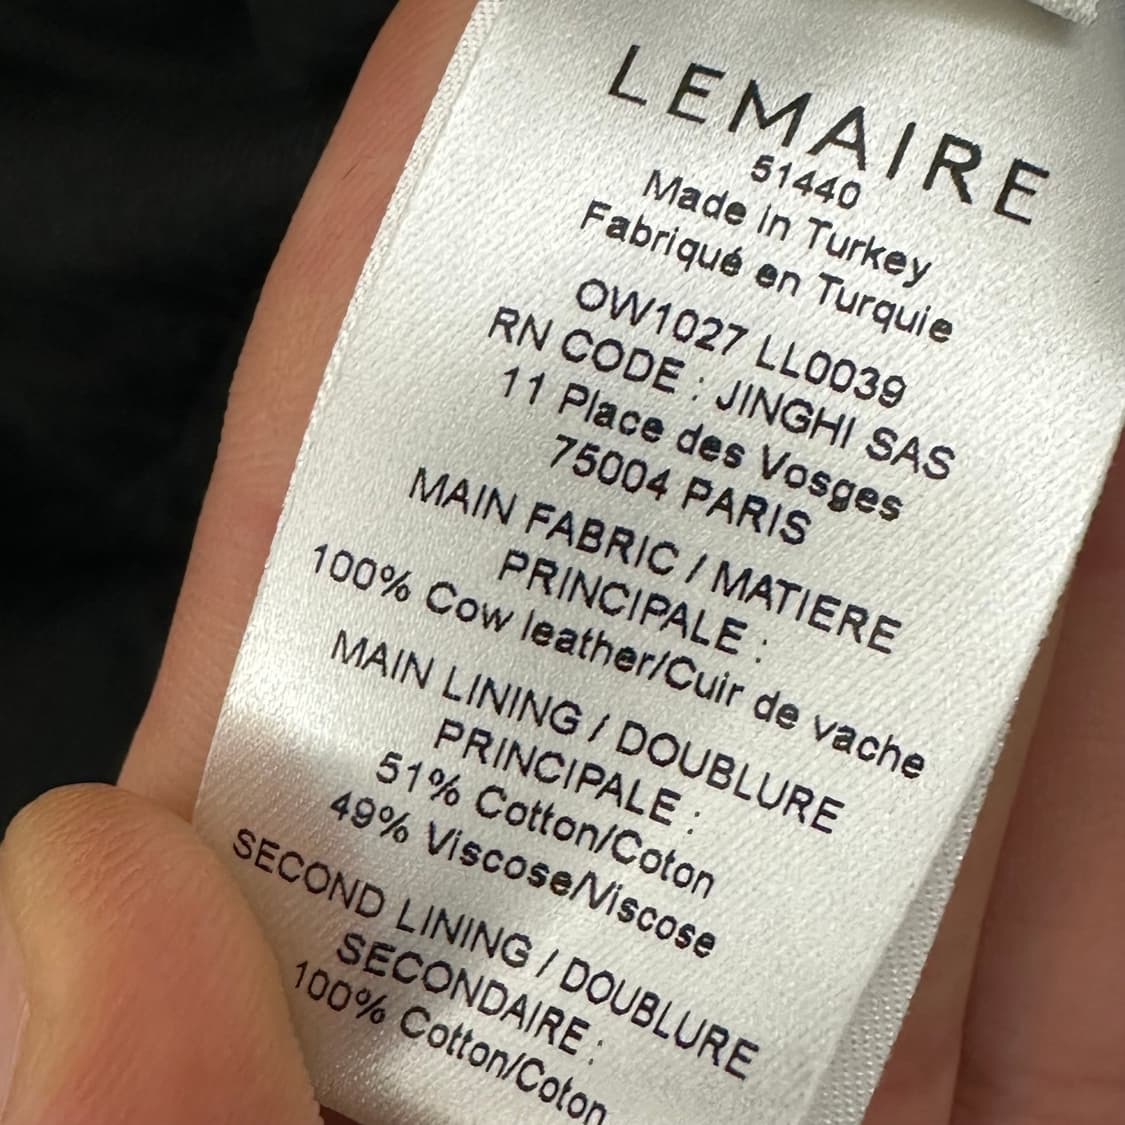 LEMAIRE
51440
Made in Turkey
Fabriqué en Turquie
OW1027 LL0039
RN CODE : JINGHI SAS
11 Place des Vosges
75004 PARIS
MAIN FABRIC / MATIERE
PRINCIPALE :
100% Cow leather/Cuir de vache
MAIN LINING / DOUBLURE
PRINCIPALE :
51% Cotton/Coton
49% Viscose/Viscose
SECOND LINING / DOUBLURE
SECONDAIRE :
100% Cotton/Coton